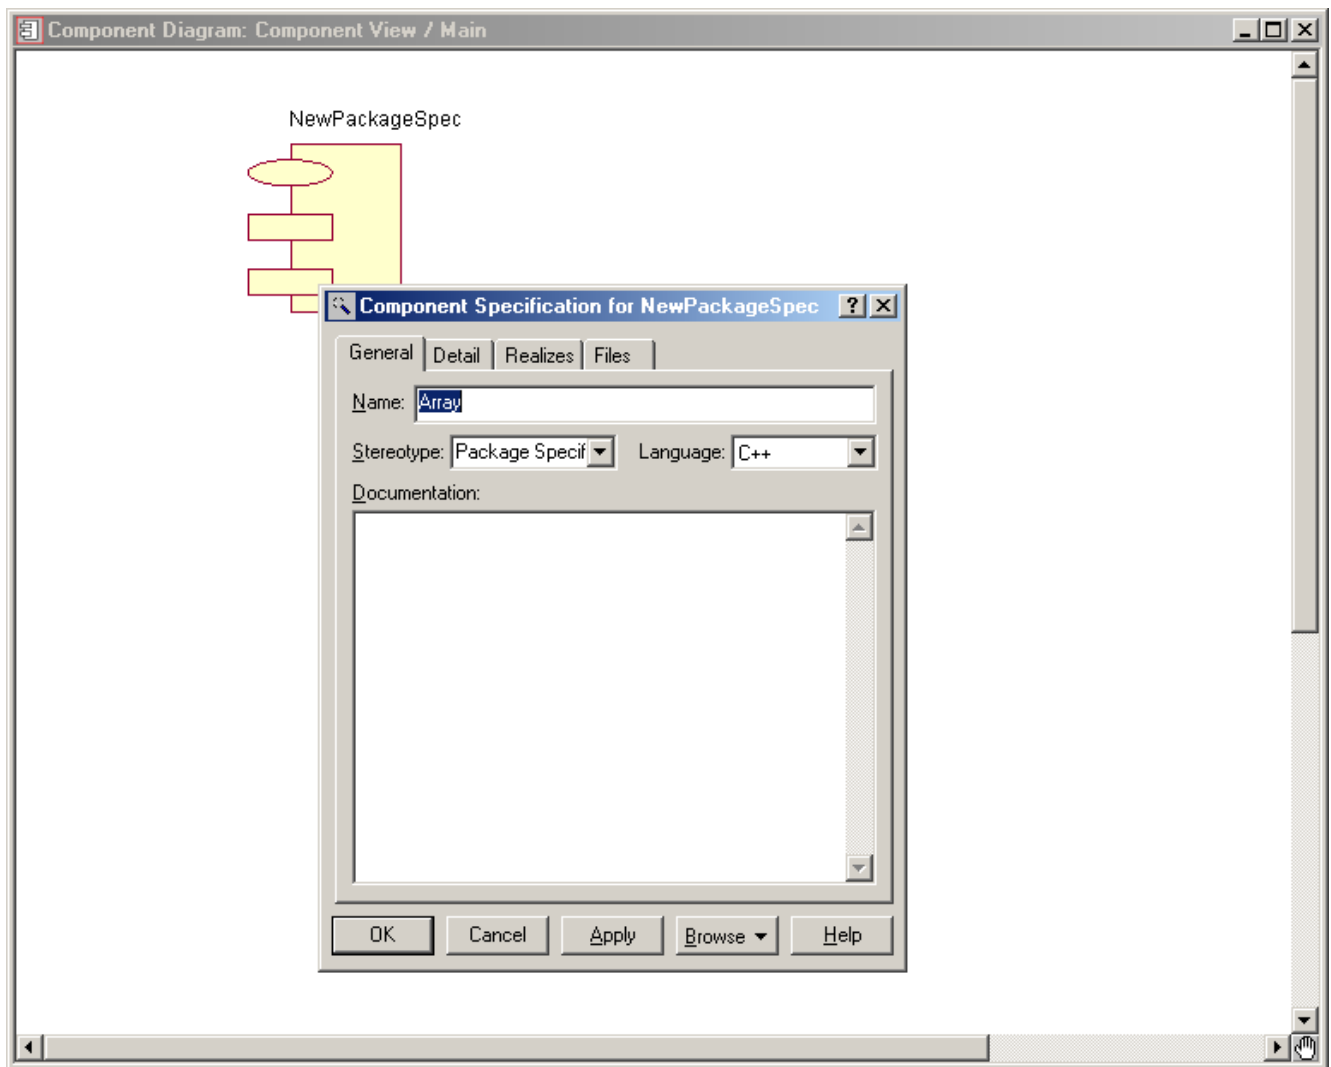 Component Diagram: Component View / Main
NewPackageSpec
Component Specification for NewPackageSpec
General Detail Realizes Files
Name: Array
Stereotype: Package Specif Language: C++
Documentation:
OK Cancel Apply Browse Help